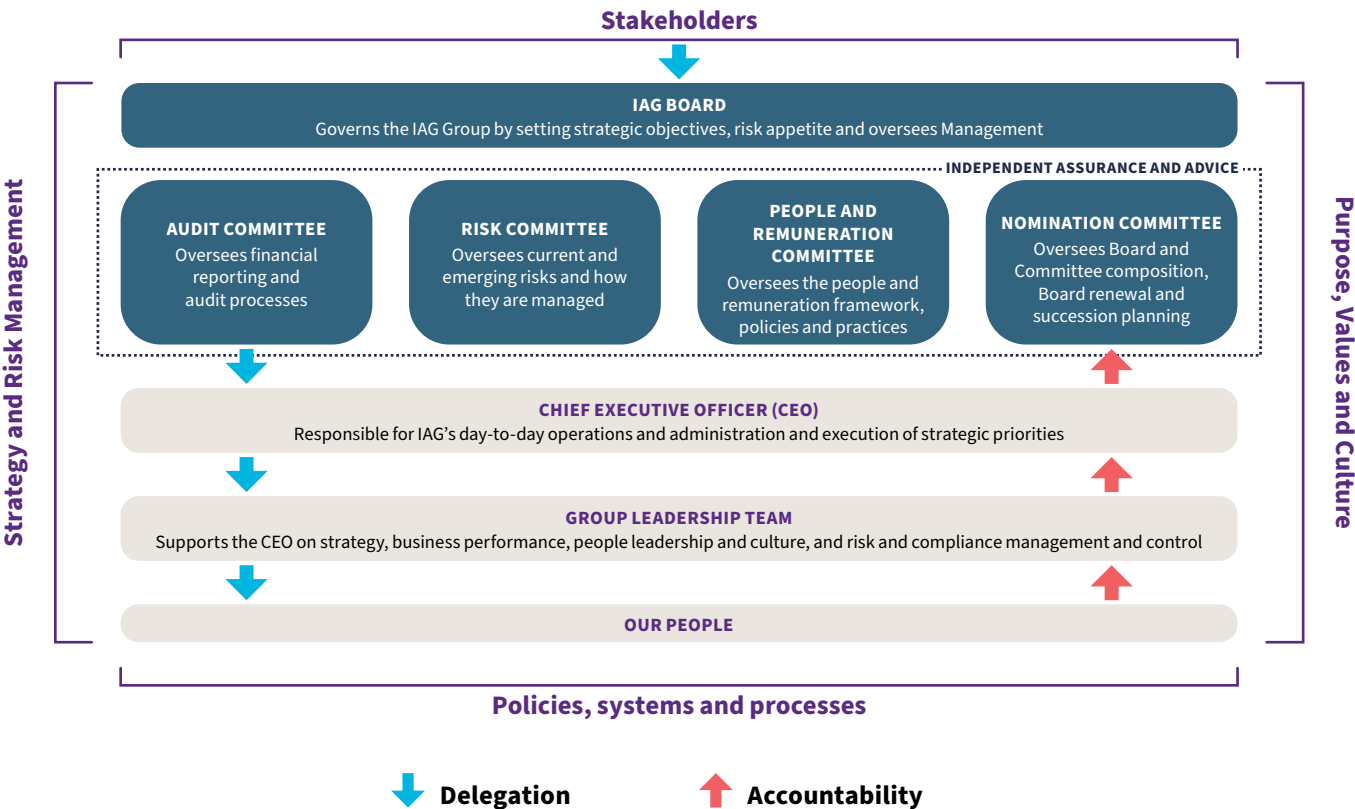 Stakeholders
IAG BOARD
Governs the IAG Group by setting strategic objectives, risk appetite and oversees Management
INDEPENDENT ASSURANCE AND ADVICE
AUDIT COMMITTEE
Oversees financial
reporting and
audit processes
RISK COMMITTEE
Oversees current and
emerging risks and how
they are managed
PEOPLE AND
REMUNERATION
COMMITTEE
Oversees the people and
remuneration framework,
policies and practices
NOMINATION COMMITTEE
Oversees Board and
Committee composition,
Board renewal and
succession planning
CHIEF EXECUTIVE OFFICER (CEO)
Responsible for IAG’s day-to-day operations and administration and execution of strategic priorities
GROUP LEADERSHIP TEAM
Supports the CEO on strategy, business performance, people leadership and culture, and risk and compliance management and control
OUR PEOPLE
Strategy and Risk Management
Purpose, Values and Culture
Policies, systems and processes
Delegation
Accountability